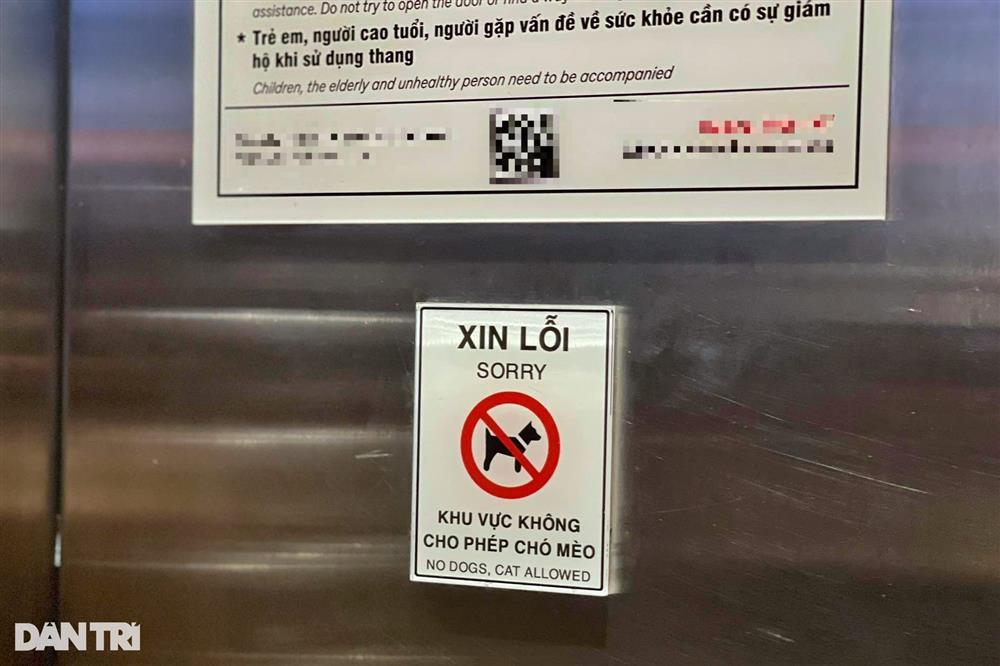 assistance. Do not try to open the door or find a way
* Trẻ em, người cao tuổi, người gặp vấn đề về sức khỏe cần có sự giám
hộ khi sử dụng thang
Children, the elderly and unhealthy person need to be accompanied
XIN LỖI
SORRY
KHU VỰC KHÔNG
CHO PHÉP CHÓ MÈO
NO DOGS, CAT ALLOWED
DÂN TRÍ